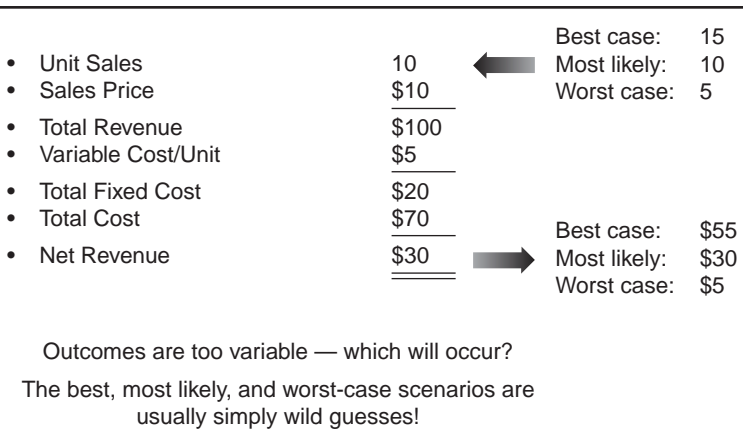 Best case: 15
• Unit Sales 10 Most likely: 10
• Sales Price $10 Worst case: 5
• Total Revenue $100
• Variable Cost/Unit $5
• Total Fixed Cost $20
• Total Cost $70
Best case: $55
• Net Revenue $30 Most likely: $30
Worst case: $5
Outcomes are too variable — which will occur?
The best, most likely, and worst-case scenarios are
usually simply wild guesses!